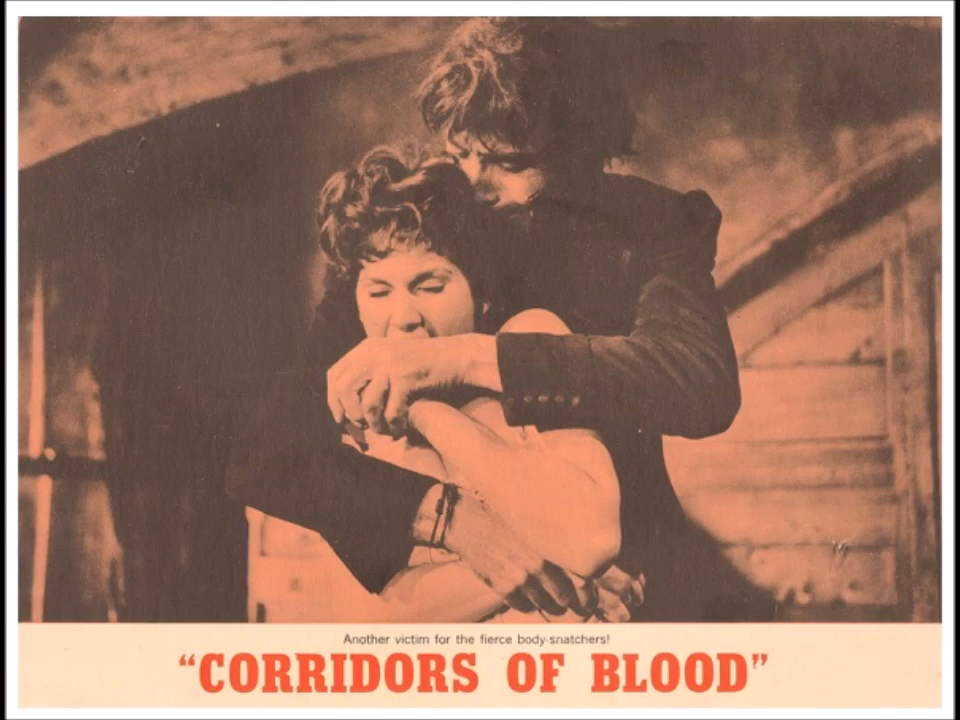 Another victim for the fierce body-snatchers!
“CORRIDORS OF BLOOD”